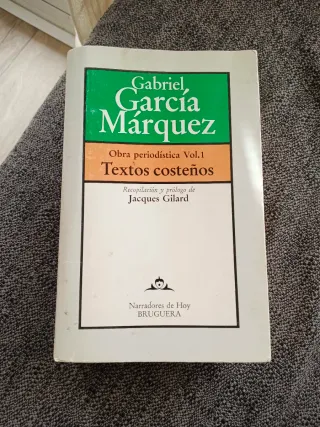 Gabriel
García
Márquez
Obra periodística Vol.1
Textos costeños
Recopilación y prólogo de
Jacques Gilard
Narradores de Hoy
BRUGUERA